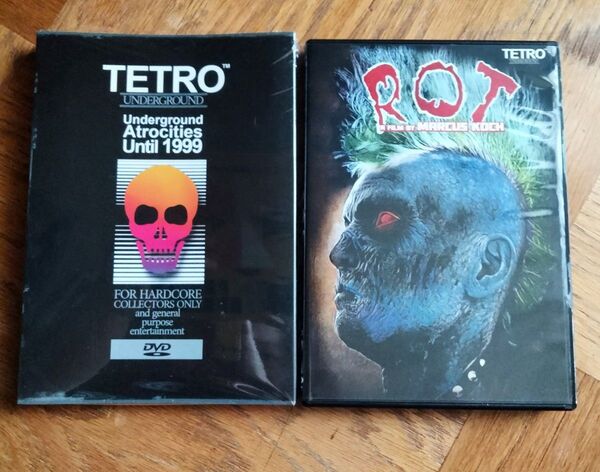 TETRO™
UNDERGROUND
Underground
Atrocities
Until 1999
FOR HARDCORE
COLLECTORS ONLY
and general
purpose
entertainment
DVD
TETRO
ROT
A FILM BY MARCUS KOCH